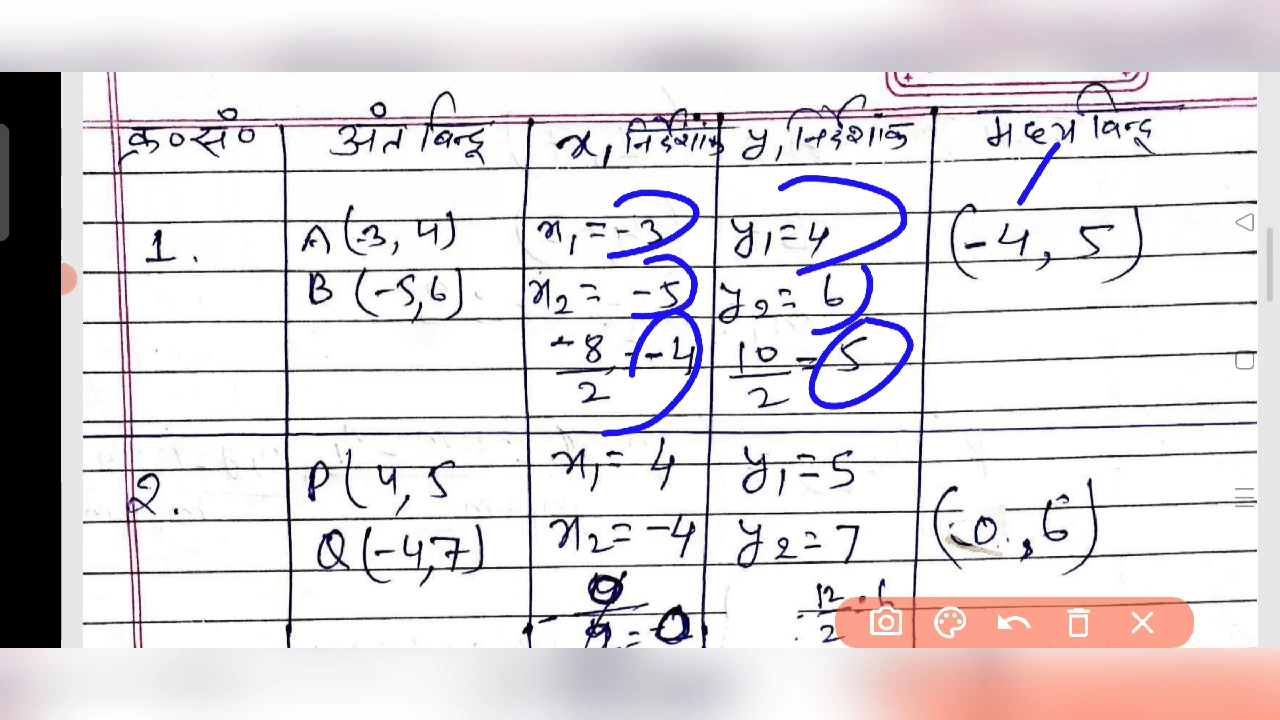 क्र०सं० अंत बिन्दू x, निर्देशांक y, निर्देशांक मध्य बिन्दू
1. A (-3, 4) x₁ = -3 y₁=4 (-4, 5)
B (-5,6) x₂ = -5 y₂= 6
-8/2 = -4 10/2 = 5
2. P( 4, 5 x₁= 4 y₁=5 (0, 6)
Q(-4,7) x₂=-4 y₂=7
12/2